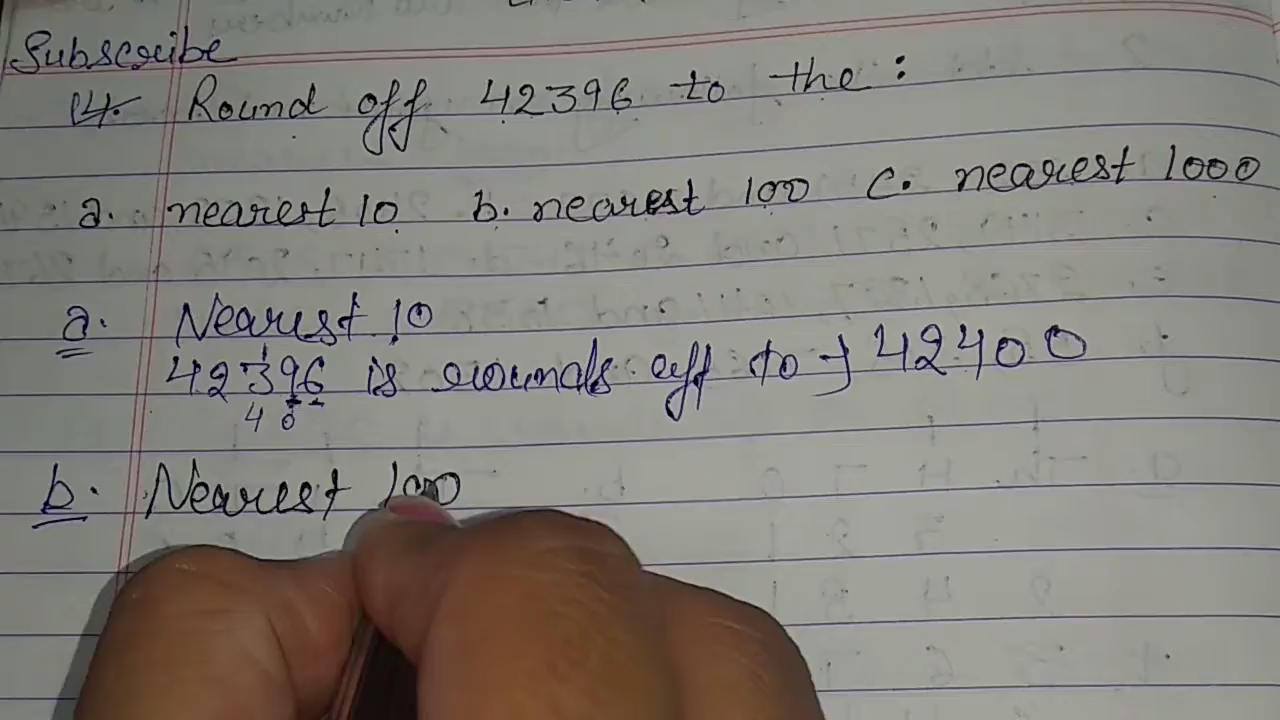 Subscribe
14. Round off 42396 to the :
a. nearest 10 b. nearest 100 c. nearest 1000
a. Nearest 10
1
42396 is rounds off to → 42400
4 0
b. Nearest 100